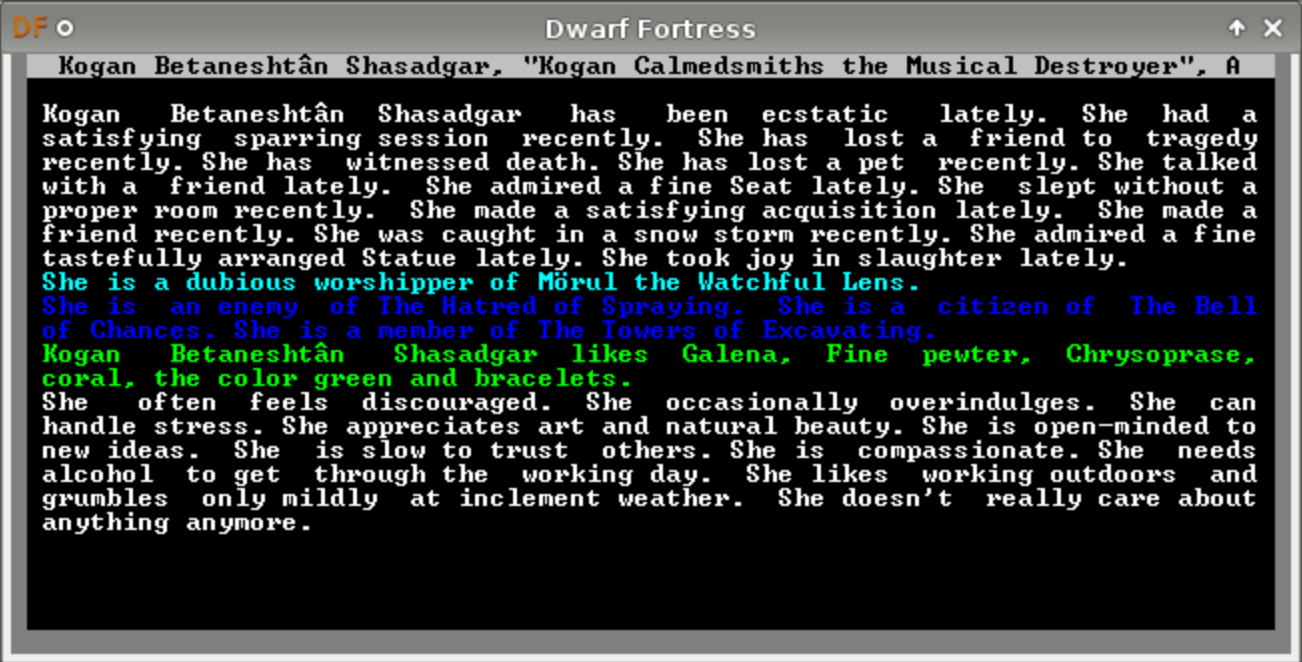 DF Dwarf Fortress
Kogan Betaneshtân Shasadgar, "Kogan Calmedsmiths the Musical Destroyer", A
Kogan Betaneshtân Shasadgar has been ecstatic lately. She had a
satisfying sparring session recently. She has lost a friend to tragedy
recently. She has witnessed death. She has lost a pet recently. She talked
with a friend lately. She admired a fine Seat lately. She slept without a
proper room recently. She made a satisfying acquisition lately. She made a
friend recently. She was caught in a snow storm recently. She admired a fine
tastefully arranged Statue lately. She took joy in slaughter lately.
She is a dubious worshipper of Mörul the Watchful Lens.
She is an enemy of The Hatred of Spraying. She is a citizen of The Bell
of Chances. She is a member of The Towers of Excavating.
Kogan Betaneshtân Shasadgar likes Galena, Fine pewter, Chrysoprase,
coral, the color green and bracelets.
She often feels discouraged. She occasionally overindulges. She can
handle stress. She appreciates art and natural beauty. She is open-minded to
new ideas. She is slow to trust others. She is compassionate. She needs
alcohol to get through the working day. She likes working outdoors and
grumbles only mildly at inclement weather. She doesn't really care about
anything anymore.